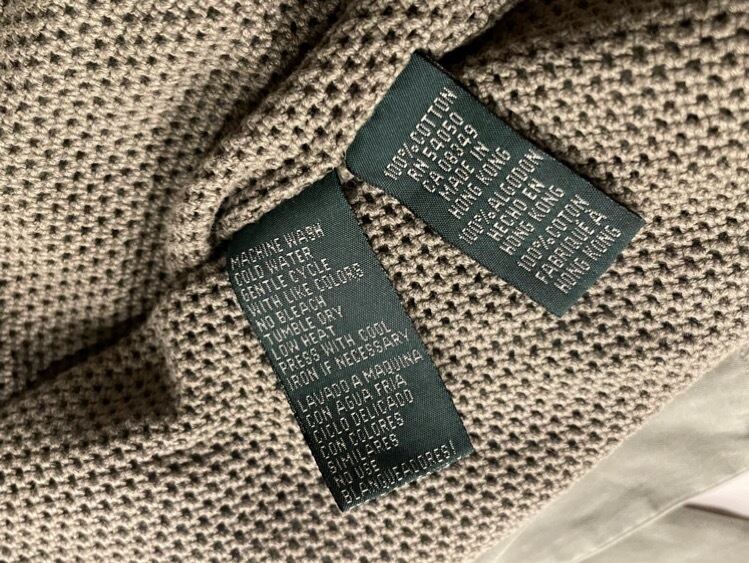 MACHINE WASH
COLD WATER
GENTLE CYCLE
WITH LIKE COLORS
NO BLEACH
TUMBLE DRY
LOW HEAT
PRESS WITH COOL
IRON IF NECESSARY
LAVADO A MAQUINA
CON AGUA FRIA
CICLO DELICADO
CON COLORES
SIMILARES
NO USE
BLANQUEADORES/
100% COTTON
RN 54050
CA 08249
MADE IN
HONG KONG
100% ALGODON
HECHO EN
HONG KONG
100% COTON
FABRIQUE A
HONG KONG